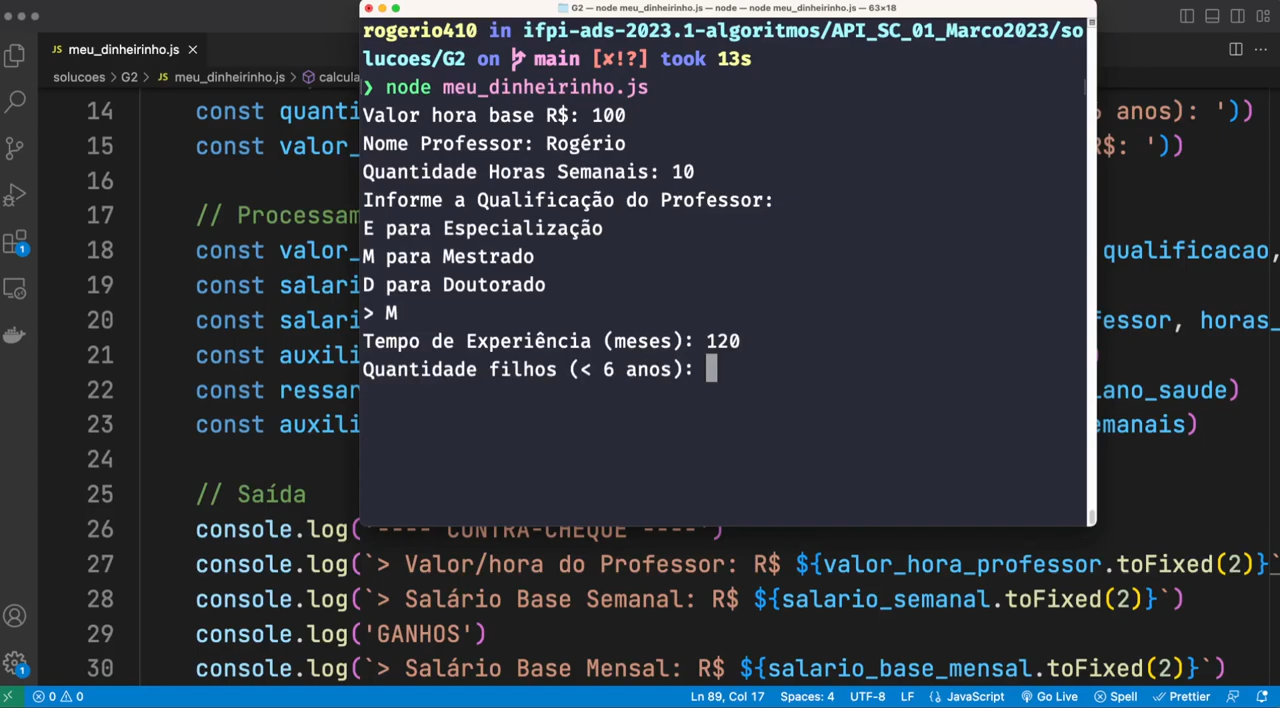 G2 — node meu_dinheirinho.js — node — node meu_dinheirinho.js — 63×18
JS meu_dinheirinho.js ×
solucoes > G2 > JS meu_dinheirinho.js > calcula
rogerio410 in ifpi-ads-2023.1-algoritmos/API_SC_01_Marco2023/so
lucoes/G2 on main [✘!?] took 13s
❯ node meu_dinheirinho.js
Valor hora base R$: 100
Nome Professor: Rogério
Quantidade Horas Semanais: 10
Informe a Qualificação do Professor:
E para Especialização
M para Mestrado
D para Doutorado
> M
Tempo de Experiência (meses): 120
Quantidade filhos (< 6 anos):
14 const quanti anos): '))
15 const valor_ R$: '))
16
17 // Processam
18 const valor_ qualificacao,
19 const salari
20 const salari fessor, horas_
21 const auxili )
22 const ressar lano_saude)
23 const auxili emanais)
24
25 // Saída
26 console.log(`---- CONTRA-CHEQUE ----`)
27 console.log(`> Valor/hora do Professor: R$ ${valor_hora_professor.toFixed(2)}
28 console.log(`> Salário Base Semanal: R$ ${salario_semanal.toFixed(2)}`)
29 console.log('GANHOS')
30 console.log(`> Salário Base Mensal: R$ ${salario_base_mensal.toFixed(2)}`)
1
1
0 0 Ln 89, Col 17 Spaces: 4 UTF-8 LF {} JavaScript Go Live Spell Prettier